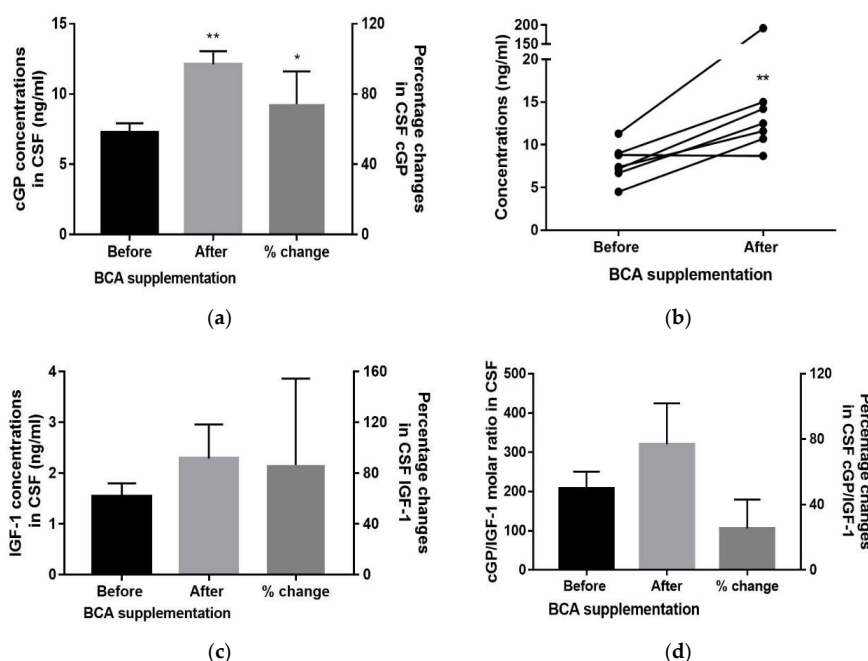 15
10
5
0
cGP concentrations
in CSF (ng/ml)
**
*
120
80
40
0
Percentage changes
in CSF cGP
Before After % change
BCA supplementation
(a)
200
150
100
50
20
15
10
5
0
Concentrations (ng/ml)
**
Before After
BCA supplementation
(b)
4
3
2
1
0
IGF-1 concentrations
in CSF (ng/ml)
160
120
80
40
0
Percentage changes
in CSF IGF-1
Before After % change
BCA supplementation
(c)
500
400
300
200
100
0
cGP/IGF-1 molar ratio in CSF
120
80
40
0
Percentage changes
in CSF cGP/IGF-1
Before After % change
BCA supplementation
(d)